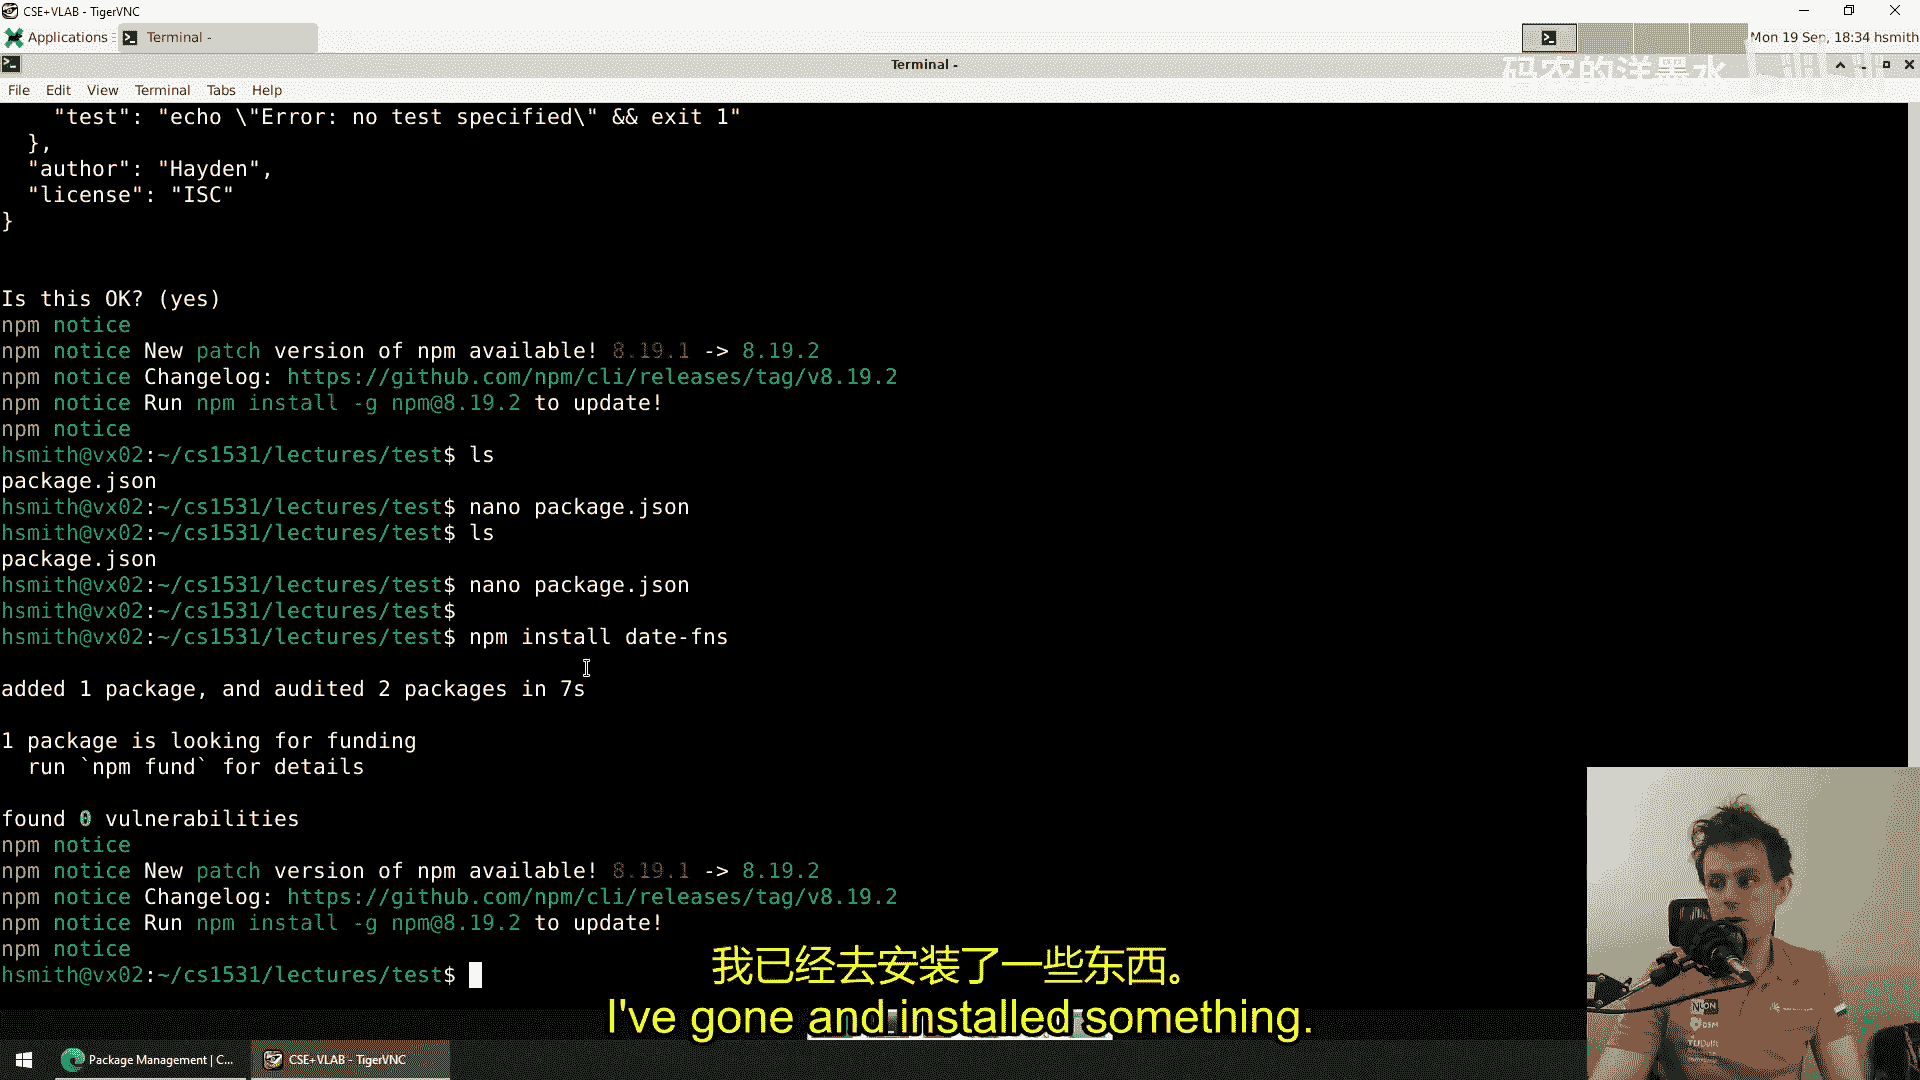 CSE+VLAB - TigerVNC
Applications
Terminal -
Mon 19 Sep, 18:34 hsmith
Terminal -
码农的洋墨水
bilibili
File Edit View Terminal Tabs Help
"test": "echo \"Error: no test specified\" && exit 1"
},
"author": "Hayden",
"license": "ISC"
}
Is this OK? (yes)
npm notice
npm notice New patch version of npm available! 8.19.1 -> 8.19.2
npm notice Changelog: https://github.com/npm/cli/releases/tag/v8.19.2
npm notice Run npm install -g npm@8.19.2 to update!
npm notice
hsmith@vx02:~/cs1531/lectures/test$ ls
package.json
hsmith@vx02:~/cs1531/lectures/test$ nano package.json
hsmith@vx02:~/cs1531/lectures/test$ ls
package.json
hsmith@vx02:~/cs1531/lectures/test$ nano package.json
hsmith@vx02:~/cs1531/lectures/test$
hsmith@vx02:~/cs1531/lectures/test$ npm install date-fns
added 1 package, and audited 2 packages in 7s
1 package is looking for funding
run `npm fund` for details
found 0 vulnerabilities
npm notice
npm notice New patch version of npm available! 8.19.1 -> 8.19.2
npm notice Changelog: https://github.com/npm/cli/releases/tag/v8.19.2
npm notice Run npm install -g npm@8.19.2 to update!
npm notice
hsmith@vx02:~/cs1531/lectures/test$
我已经去安装了一些东西。
I've gone and installed something.
Package Management | C...
CSE+VLAB - TigerVNC